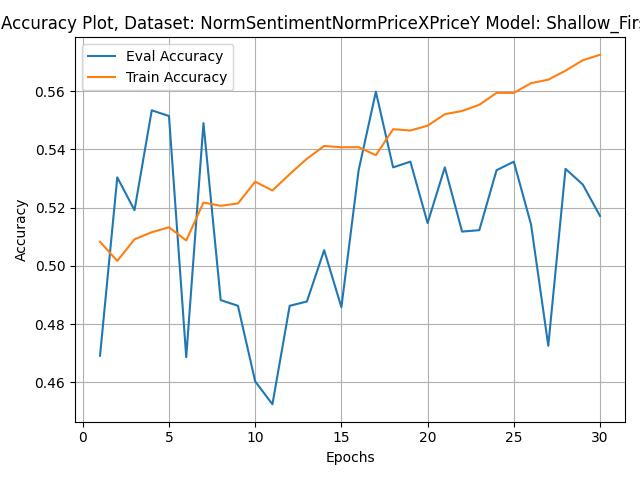 Accuracy Plot, Dataset: NormSentimentNormPriceXPriceY Model: Shallow_Firs
Eval Accuracy
Train Accuracy
0.56
0.54
0.52
0.50
0.48
0.46
Accuracy
0 5 10 15 20 25 30
Epochs